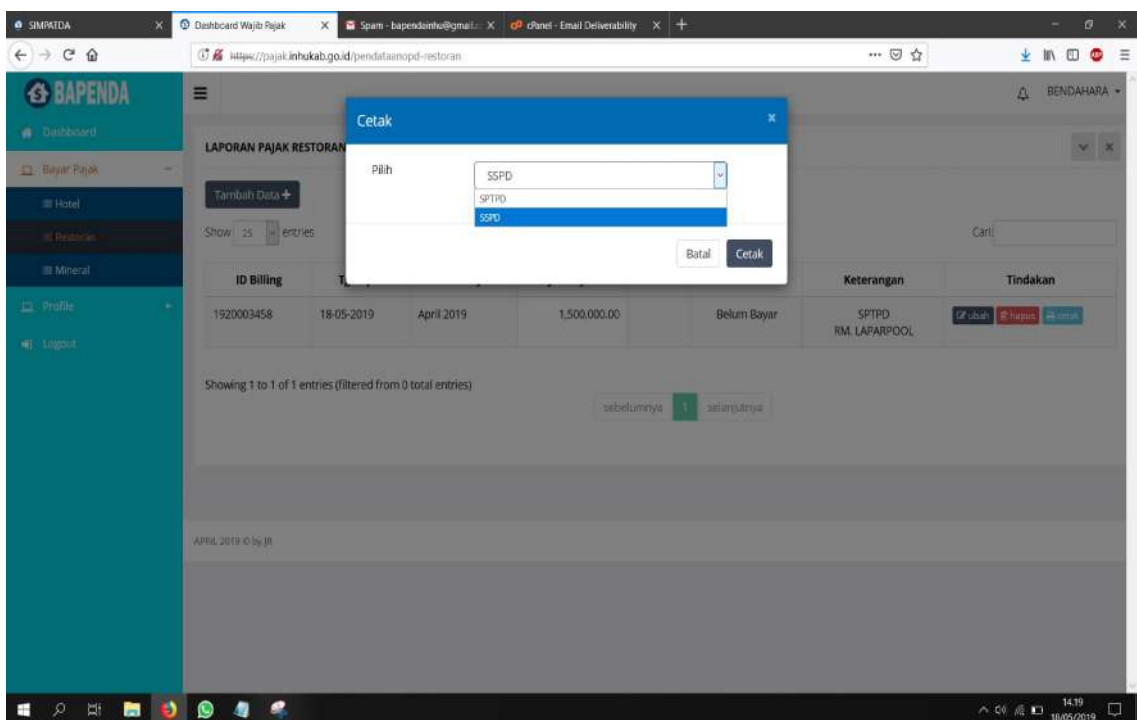 SIMPATDA
Dashboard Wajib Pajak
Spam - bapendainhu@gmail.c
cPanel - Email Deliverability
https://pajak.inhukab.go.id/pendataanopd-restoran
BAPENDA
BENDAHARA
Dashboard
Bayar Pajak
Hotel
Restoran
Mineral
Profile
Logout
Cetak
x
Pilih
SSPD
SPTPD
SSPD
Batal
Cetak
LAPORAN PAJAK RESTORAN
Tambah Data +
Show 25 entries
Cari:
ID Billing
Keterangan
Tindakan
1920003458 18-05-2019 April 2019 1,500,000.00 Belum Bayar SPTPD ubah hapus cetak
RM. LAPARPOOL
Showing 1 to 1 of 1 entries (filtered from 0 total entries)
sebelumnya 1 selanjutnya
APRIL 2019 © by JR
14.19
18/05/2019